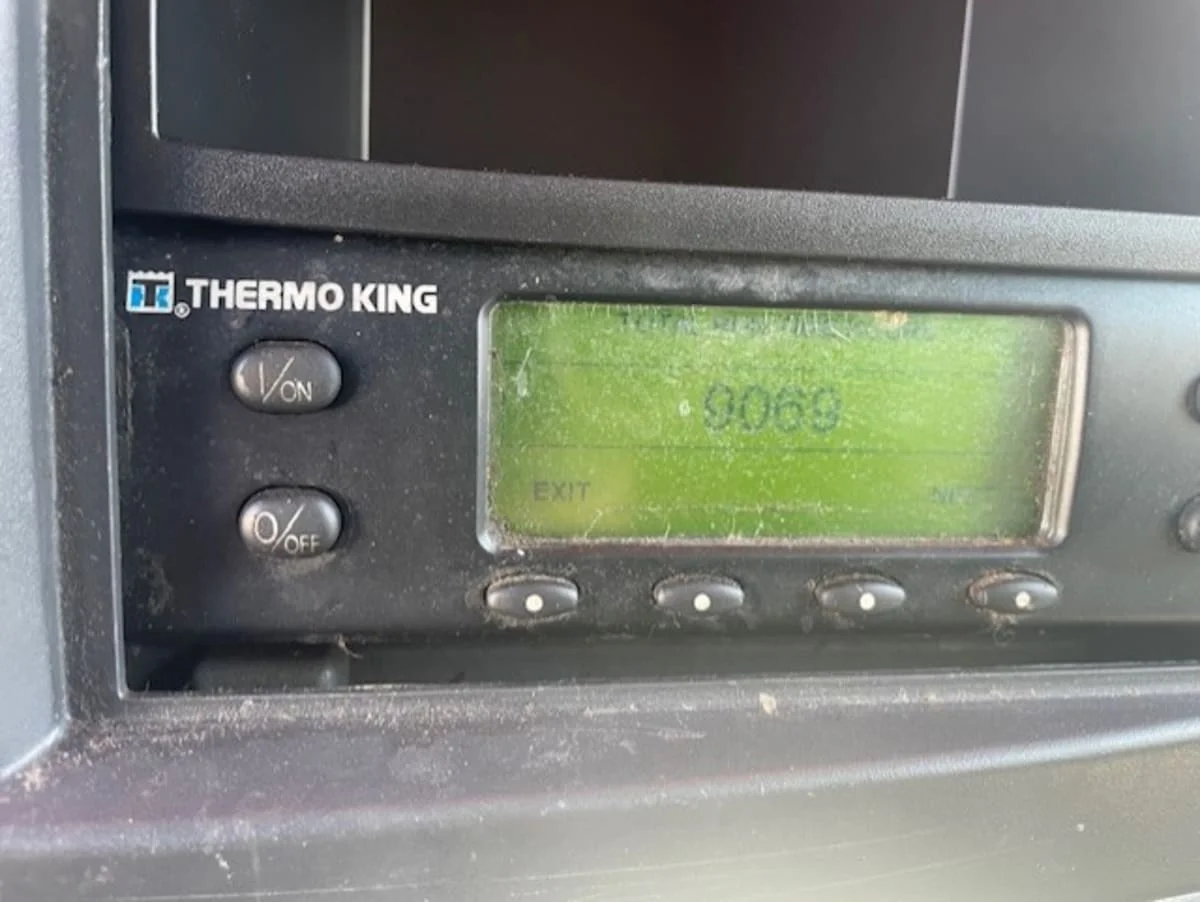 THERMO KING
I/ON
9069
EXIT
O/OFF